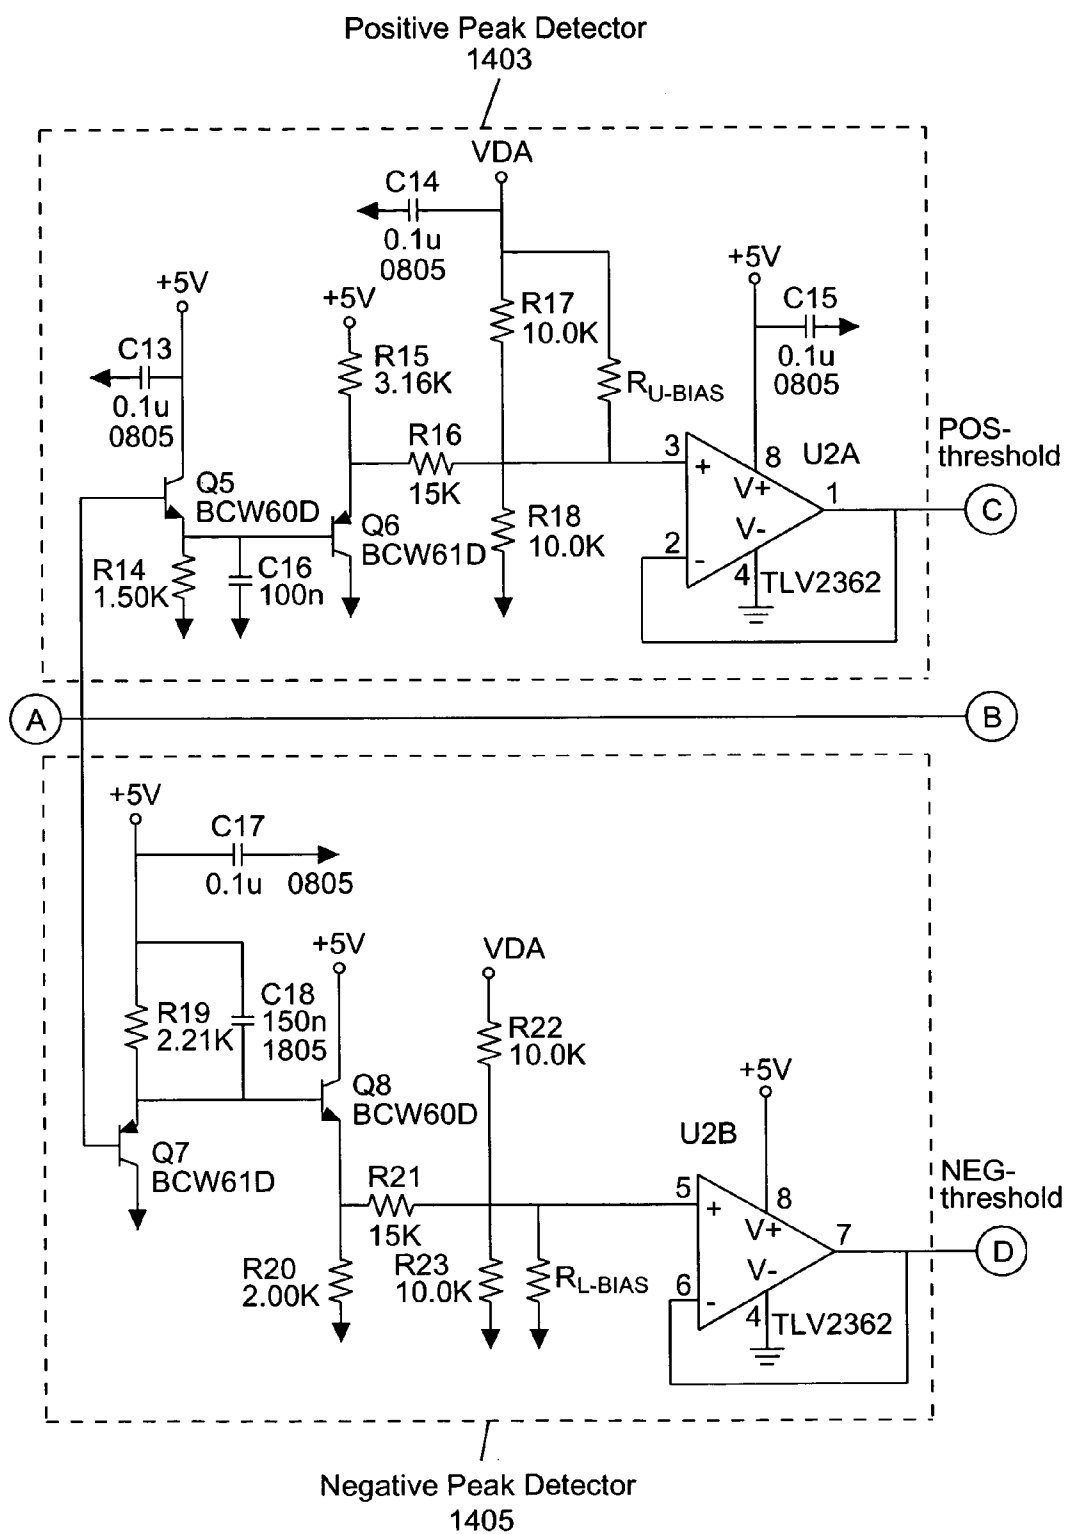 Positive Peak Detector
1403
VDA
C14
0.1u
0805
+5V
C13
0.1u
0805
+5V
R15
3.16K
R17
10.0K
RU-BIAS
+5V
C15
0.1u
0805
R16
15K
Q5
BCW60D
Q6
BCW61D
R14
1.50K
C16
100n
R18
10.0K
3
+
8
U2A
V+
1
V-
2
-
4
TLV2362
POS-
threshold
C
A
B
+5V
C17
0.1u 0805
+5V
VDA
R19
2.21K
C18
150n
1805
R22
10.0K
Q8
BCW60D
+5V
U2B
Q7
BCW61D
R21
15K
R20
2.00K
R23
10.0K
RL-BIAS
5
+
8
V+
7
V-
6
-
4
TLV2362
NEG-
threshold
D
Negative Peak Detector
1405